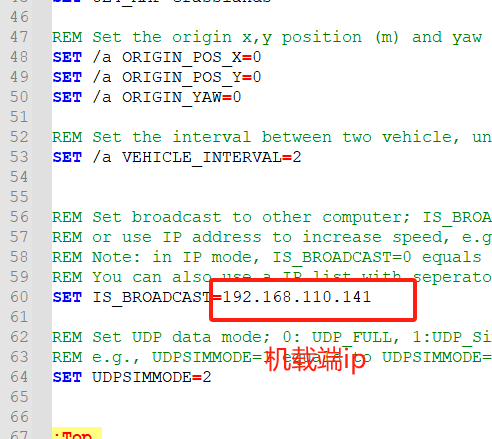 46
47 REM Set the origin x,y position (m) and yaw
48 SET /a ORIGIN_POS_X=0
49 SET /a ORIGIN_POS_Y=0
50 SET /a ORIGIN_YAW=0
51
52 REM Set the interval between two vehicle, un
53 SET /a VEHICLE_INTERVAL=2
54
55
56 REM Set broadcast to other computer; IS_BROA
57 REM or use IP address to increase speed, e.g
58 REM Note: in IP mode, IS_BROADCAST=0 equals
59 REM You can also use a IP list with seperato
60 SET IS_BROADCAST=192.168.110.141
61
62 REM Set UDP data mode; 0: UDP_FULL, 1:UDP_Si
63 REM e.g., UDPSIMMODE=1 equals to UDPSIMMODE=
机载端ip
64 SET UDPSIMMODE=2
65
66
67 :Top